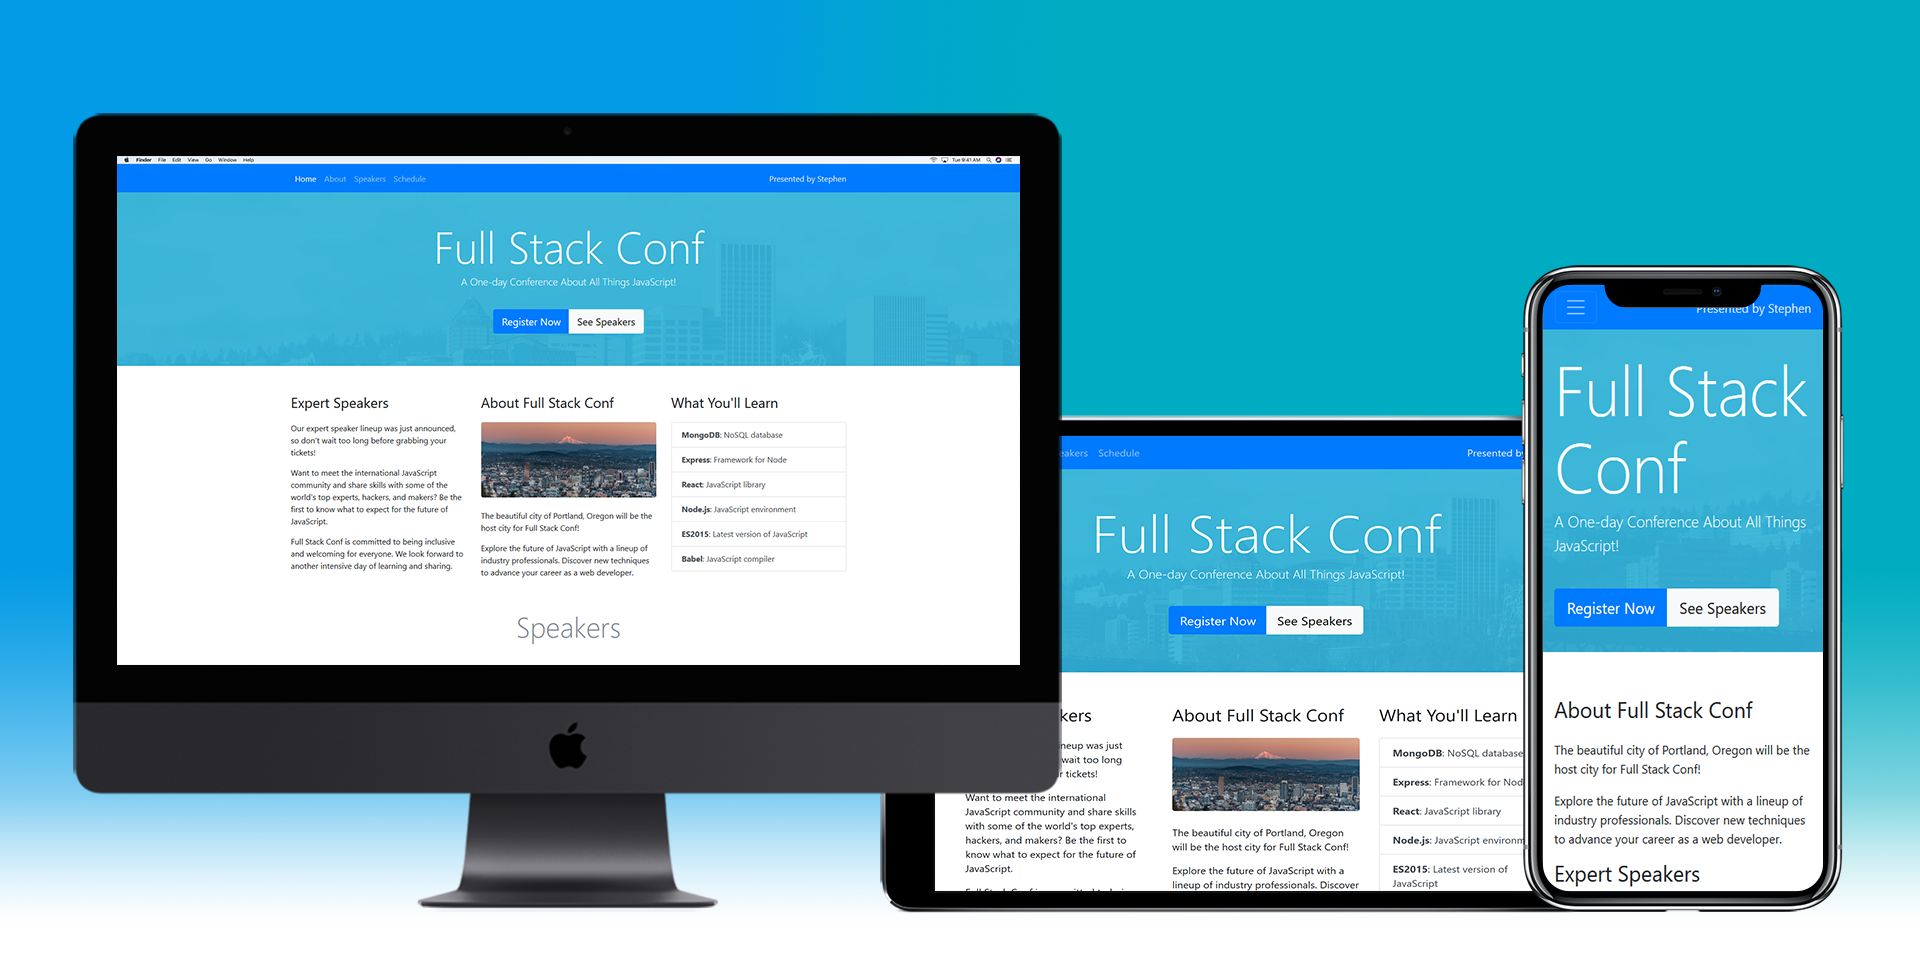 Finder File Edit View Go Window Help
Tue 9:41 AM
Home About Speakers Schedule
Presented by Stephen
Full Stack Conf
A One-day Conference About All Things JavaScript!
Register Now
See Speakers
Expert Speakers
Our expert speaker lineup was just announced,
so don't wait too long before grabbing your
tickets!
Want to meet the international JavaScript
community and share skills with some of the
world's top experts, hackers, and makers? Be the
first to know what to expect for the future of
JavaScript.
Full Stack Conf is committed to being inclusive
and welcoming for everyone. We look forward to
another intensive day of learning and sharing.
About Full Stack Conf
The beautiful city of Portland, Oregon will be the
host city for Full Stack Conf!
Explore the future of JavaScript with a lineup of
industry professionals. Discover new techniques
to advance your career as a web developer.
What You'll Learn
MongoDB: NoSQL database
Express: Framework for Node
React: JavaScript library
Node.js: JavaScript environment
ES2015: Latest version of JavaScript
Babel: JavaScript compiler
Speakers
eakers Schedule
Presented by
Full Stack Conf
A One-day Conference About All Things JavaScript!
Register Now
See Speakers
kers
neup was just
wait too long
r tickets!
Want to meet the international
JavaScript community and share skills
with some of the world's top experts,
hackers, and makers? Be the first to
know what to expect for the future of
JavaScript.
About Full Stack Conf
The beautiful city of Portland, Oregon
will be the host city for Full Stack Conf!
Explore the future of JavaScript with a
lineup of industry professionals. Discover
What You'll Learn
MongoDB: NoSQL database
Express: Framework for Nod
React: JavaScript library
Node.js: JavaScript environm
ES2015: Latest version of
JavaScript
Presented by Stephen
Full Stack
Conf
A One-day Conference About All Things
JavaScript!
Register Now
See Speakers
About Full Stack Conf
The beautiful city of Portland, Oregon will be the
host city for Full Stack Conf!
Explore the future of JavaScript with a lineup of
industry professionals. Discover new techniques
to advance your career as a web developer.
Expert Speakers